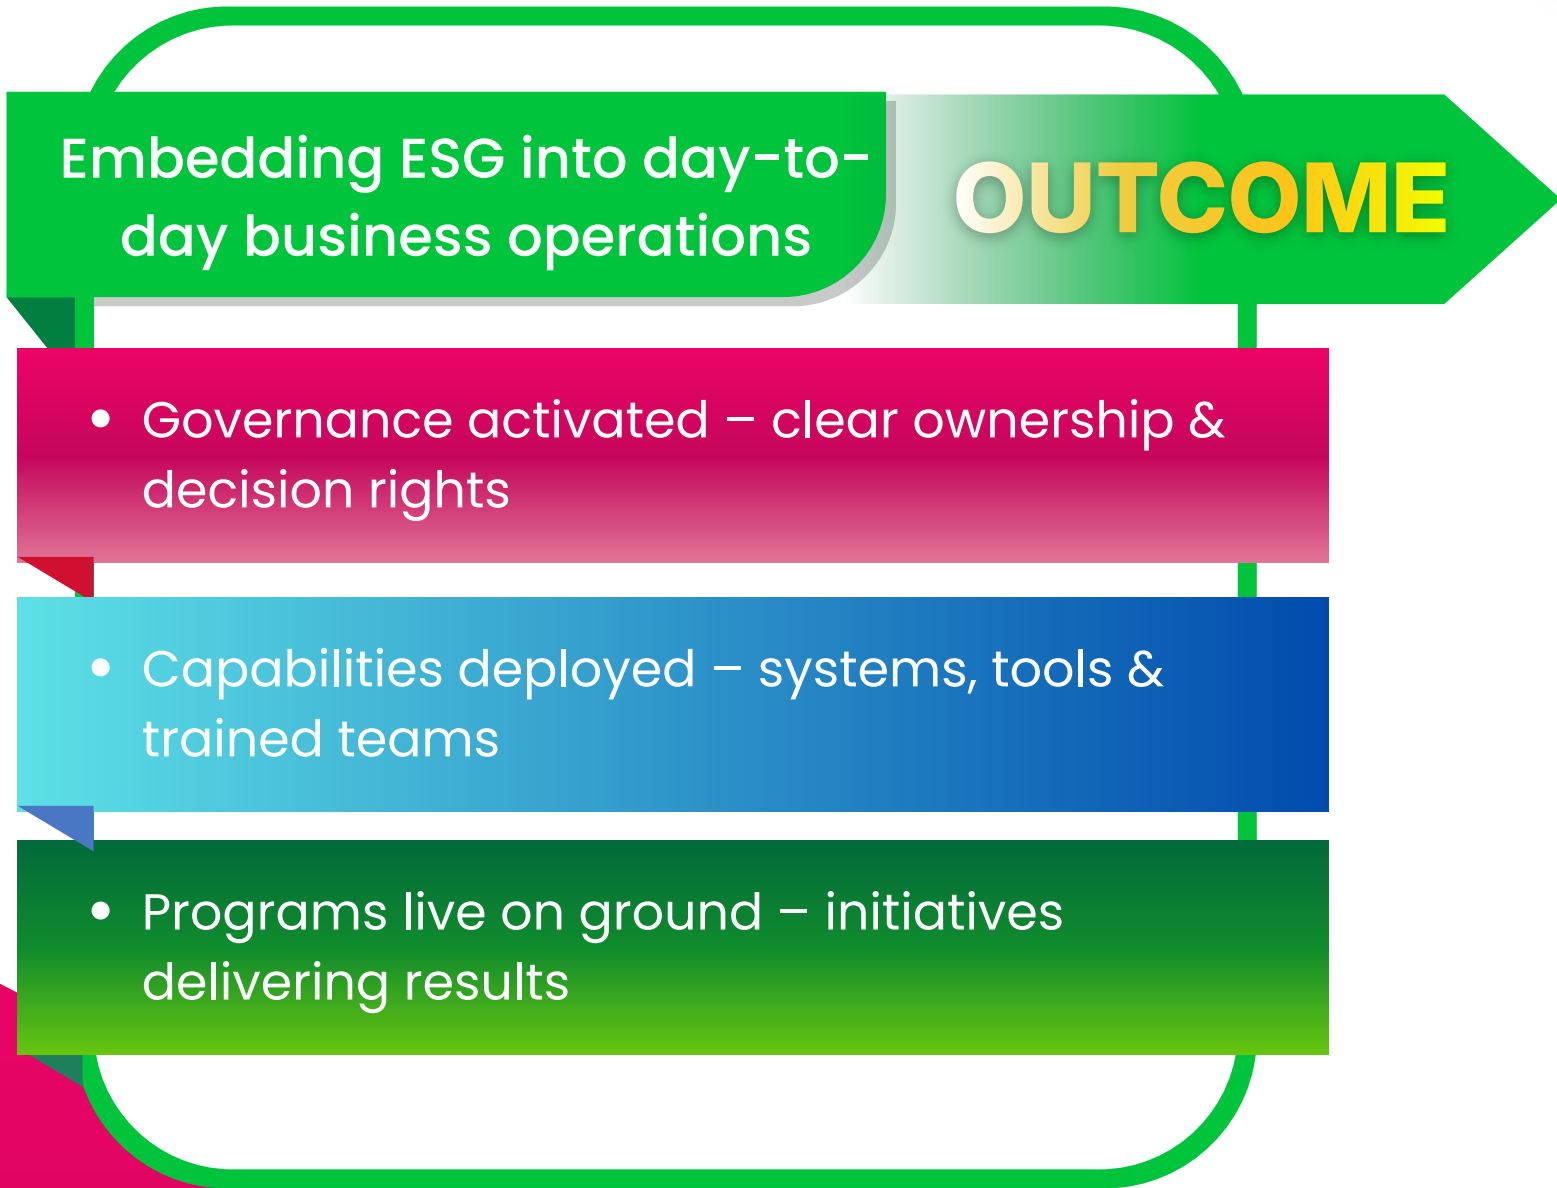 Embedding ESG into day-to-
day business operations
OUTCOME
• Governance activated – clear ownership &
decision rights
• Capabilities deployed – systems, tools &
trained teams
• Programs live on ground – initiatives
delivering results